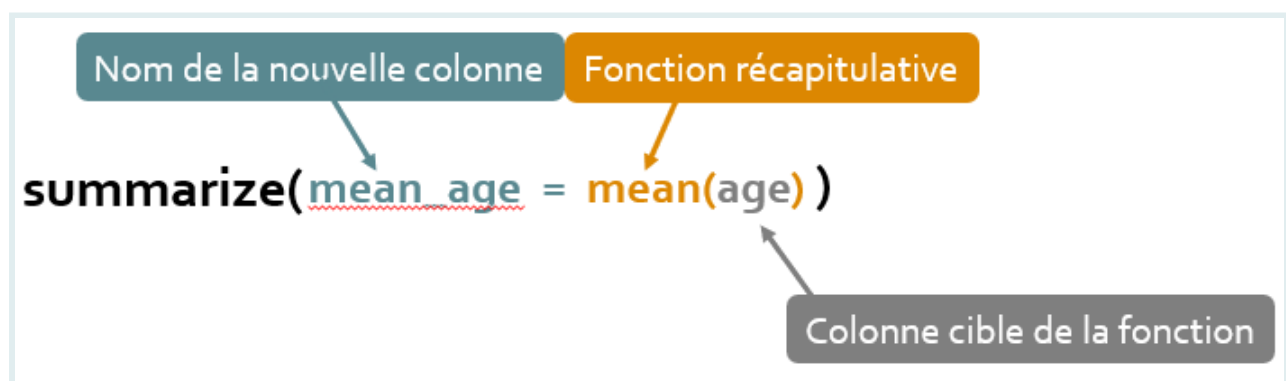 Nom de la nouvelle colonne Fonction récapitulative
summarize(mean_age = mean(age) )
Colonne cible de la fonction